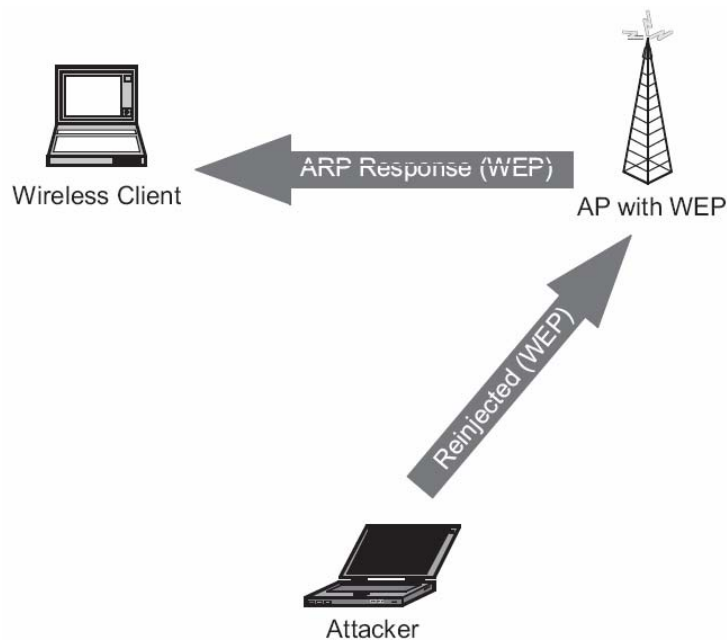 ARP Response (WEP)
Wireless Client
AP with WEP
Reinjected (WEP)
Attacker